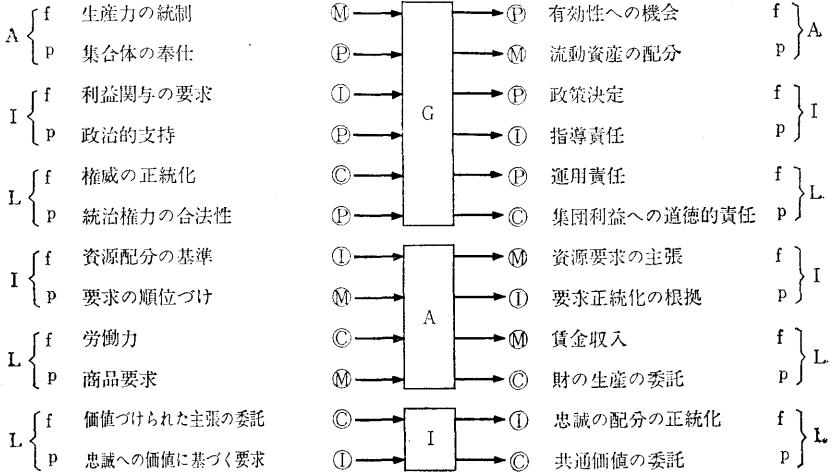 A { f 生産力の統制 Ⓜ → → Ⓟ 有効性への機会 f } A
p 集合体の奉仕 Ⓟ → → Ⓜ 流動資産の配分 p
I { f 利益関与の要求 Ⓘ → → Ⓟ 政策決定 f } I
G
p 政治的支持 Ⓟ → → Ⓘ 指導責任 p
L { f 権威の正統化 Ⓒ → → Ⓟ 運用責任 f } L
p 統治権力の合法性 Ⓟ → → Ⓒ 集団利益への道徳的責任 p
I { f 資源配分の基準 Ⓘ → → Ⓜ 資源要求の主張 f } I
p 要求の順位づけ Ⓜ → → Ⓘ 要求正統化の根拠 p
A
L { f 労働力 Ⓒ → → Ⓜ 賃金収入 f } L
p 商品要求 Ⓜ → → Ⓒ 財の生産の委託 p
L { f 価値づけられた主張の委託 Ⓒ → → Ⓘ 忠誠の配分の正統化 f } L
I
p 忠誠への価値に基づく要求 Ⓘ → → Ⓒ 共通価値の委託 p